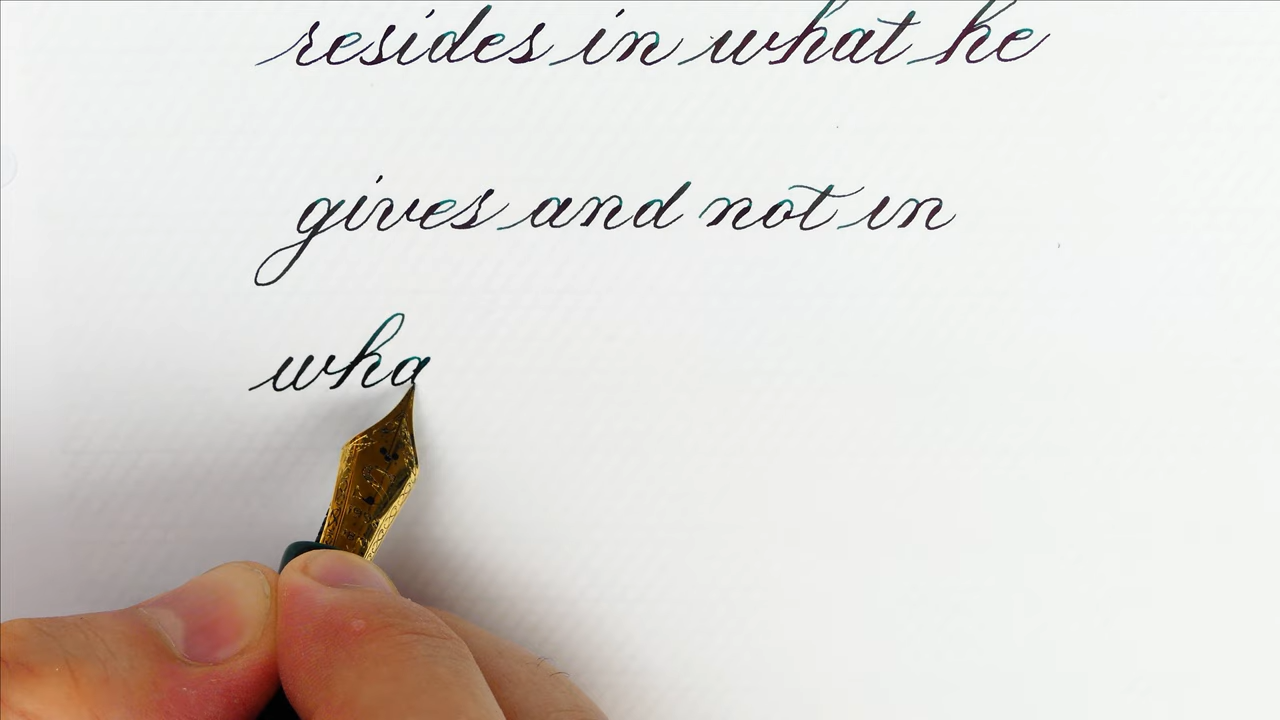 resides in what he
gives and not in
wha